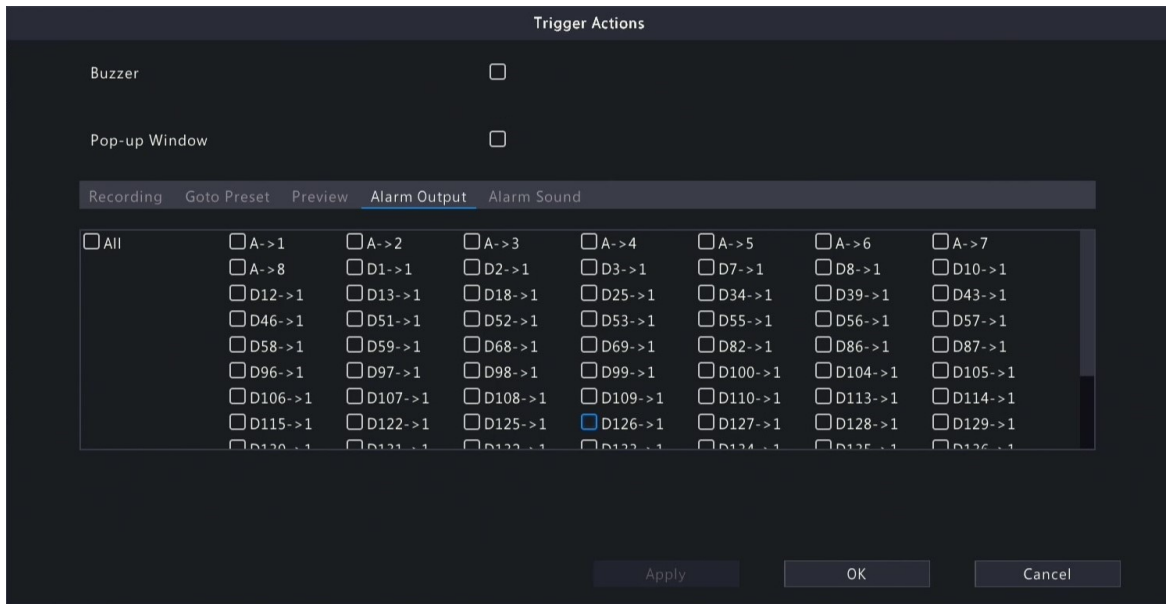 Trigger Actions
Buzzer
Pop-up Window
Recording Goto Preset Preview Alarm Output Alarm Sound
All A->1 A->2 A->3 A->4 A->5 A->6 A->7
A->8 D1->1 D2->1 D3->1 D7->1 D8->1 D10->1
D12->1 D13->1 D18->1 D25->1 D34->1 D39->1 D43->1
D46->1 D51->1 D52->1 D53->1 D55->1 D56->1 D57->1
D58->1 D59->1 D68->1 D69->1 D82->1 D86->1 D87->1
D96->1 D97->1 D98->1 D99->1 D100->1 D104->1 D105->1
D106->1 D107->1 D108->1 D109->1 D110->1 D113->1 D114->1
D115->1 D122->1 D125->1 D126->1 D127->1 D128->1 D129->1
Apply OK Cancel